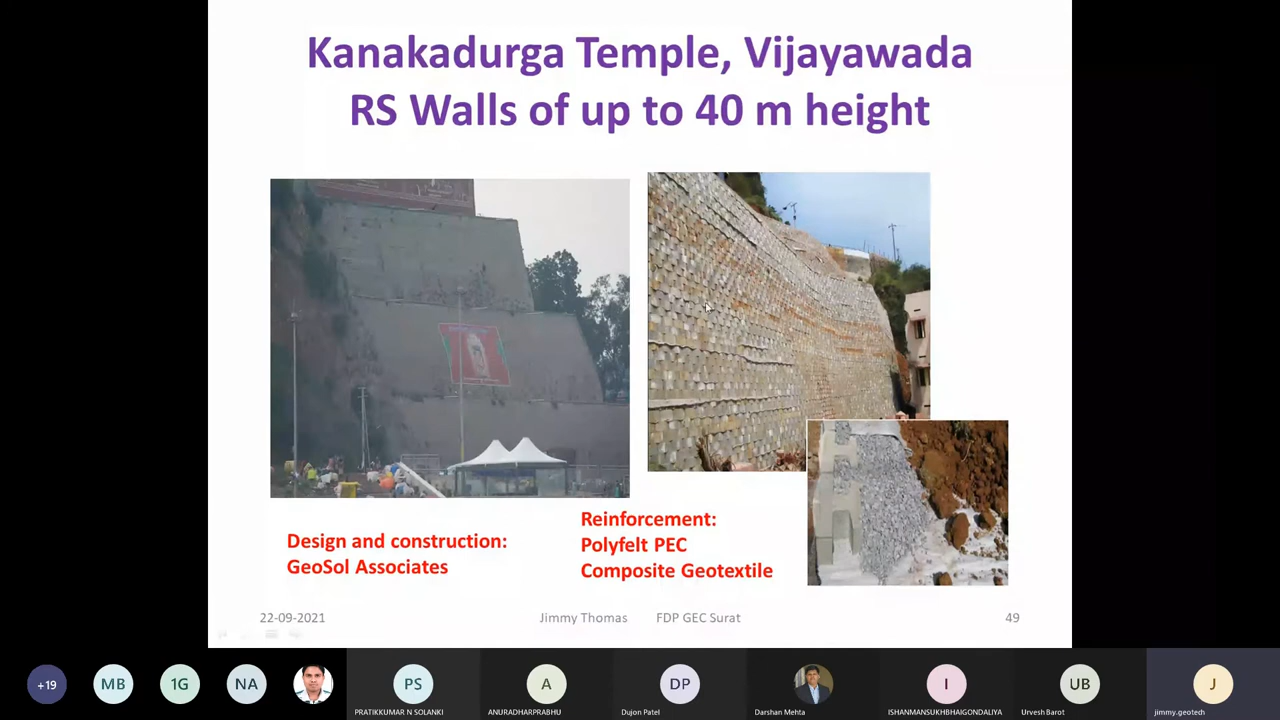 Kanakadurga Temple, Vijayawada
RS Walls of up to 40 m height
Design and construction:
GeoSol Associates
Reinforcement:
Polyfelt PEC
Composite Geotextile
22-09-2021
Jimmy Thomas FDP GEC Surat
49
+19
MB
1G
NA
PS
A
DP
I
UB
J
PRATIKKUMAR N SOLANKI
ANURADHARPRABHU
Dujon Patel
Darshan Mehta
ISHANMANSUKHBHAIGONDALIYA
Urvesh Barot
jimmy.geotech